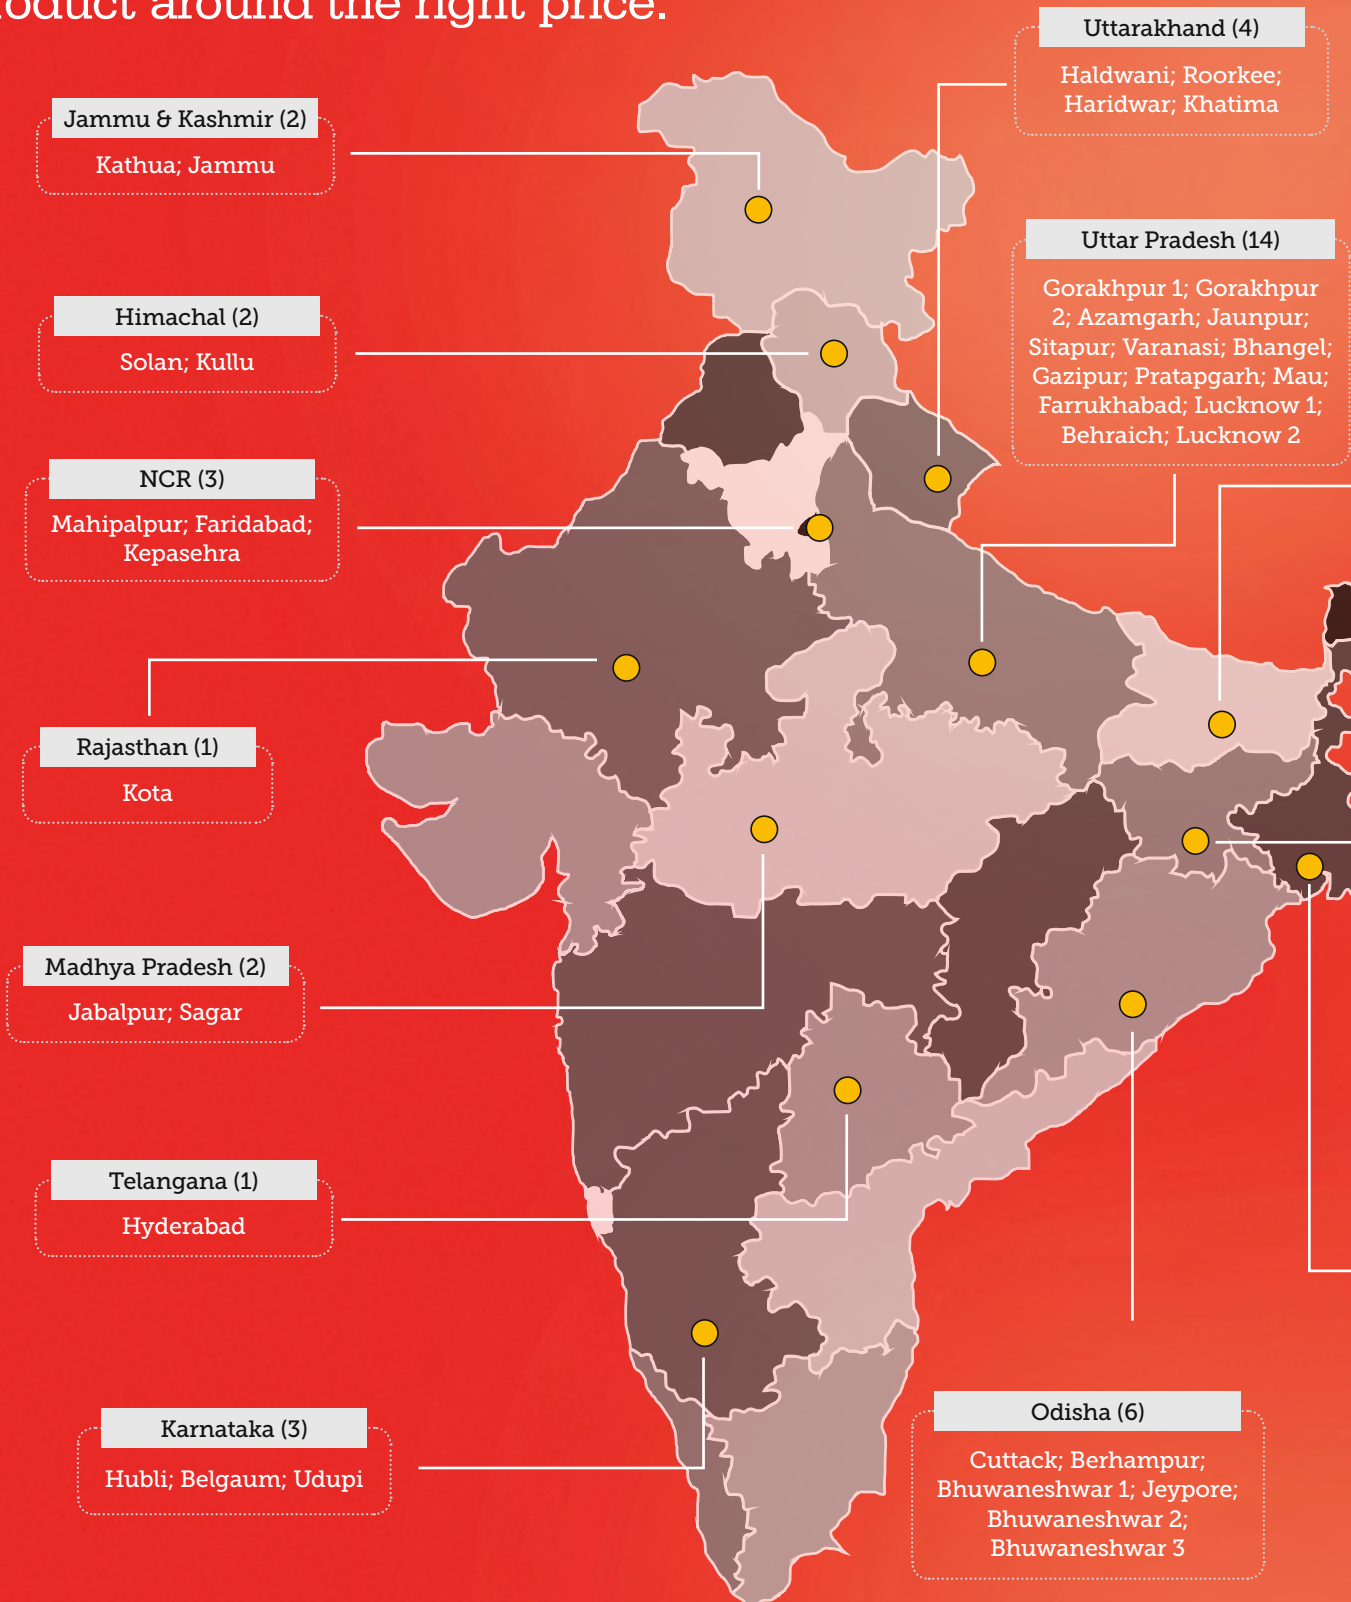 oduct around the right price.
Uttarakhand (4)
Haldwani; Roorkee;
Haridwar; Khatima
Jammu & Kashmir (2)
Kathua; Jammu
Uttar Pradesh (14)
Gorakhpur 1; Gorakhpur
2; Azamgarh; Jaunpur;
Sitapur; Varanasi; Bhangel;
Gazipur; Pratapgarh; Mau;
Farrukhabad; Lucknow 1;
Behraich; Lucknow 2
Himachal (2)
Solan; Kullu
NCR (3)
Mahipalpur; Faridabad;
Kepasehra
Rajasthan (1)
Kota
Madhya Pradesh (2)
Jabalpur; Sagar
Telangana (1)
Hyderabad
Karnataka (3)
Hubli; Belgaum; Udupi
Odisha (6)
Cuttack; Berhampur;
Bhuwaneshwar 1; Jeypore;
Bhuwaneshwar 2;
Bhuwaneshwar 3